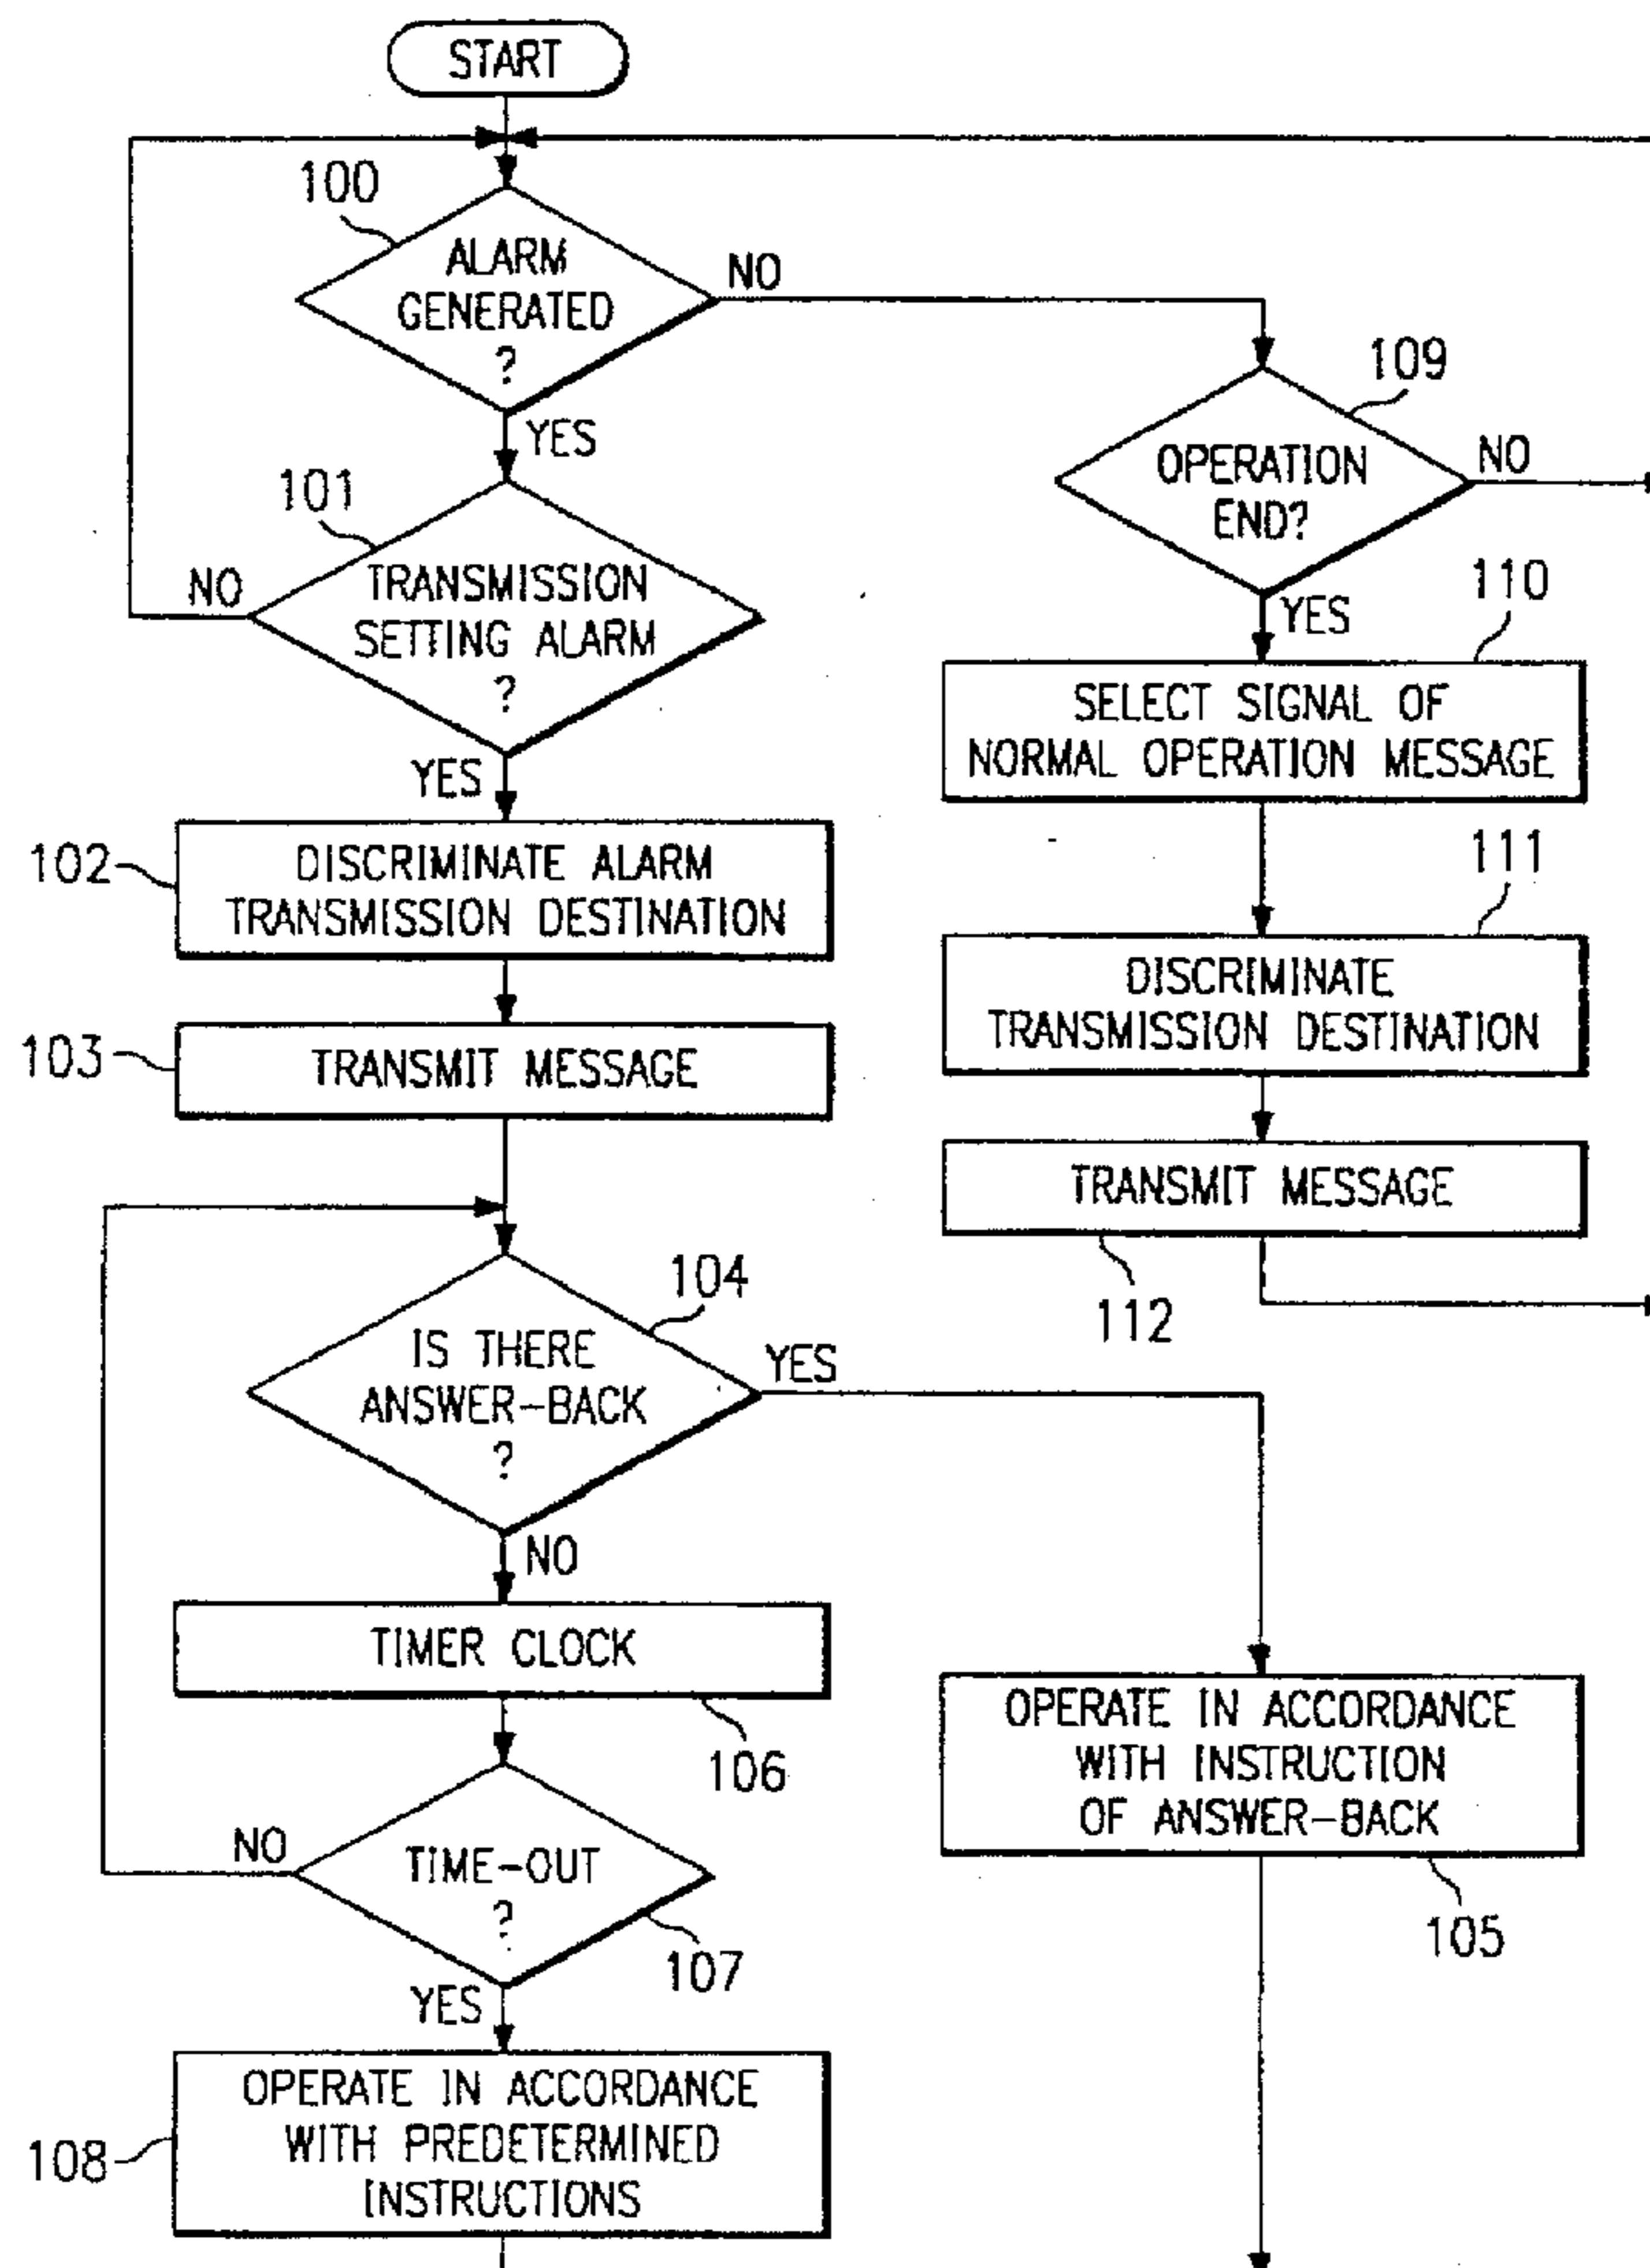 START
100
ALARM
GENERATED
?
NO
YES
101
TRANSMISSION
SETTING ALARM
?
NO
YES
102
DISCRIMINATE ALARM
TRANSMISSION DESTINATION
103
TRANSMIT MESSAGE
104
IS THERE
ANSWER-BACK
?
YES
NO
TIMER CLOCK
106
TIME-OUT
?
NO
107
YES
108
OPERATE IN ACCORDANCE
WITH PREDETERMINED
INSTRUCTIONS
109
OPERATION
END?
NO
YES
110
SELECT SIGNAL OF
NORMAL OPERATION MESSAGE
111
DISCRIMINATE
TRANSMISSION DESTINATION
TRANSMIT MESSAGE
112
OPERATE IN ACCORDANCE
WITH INSTRUCTION
OF ANSWER-BACK
105